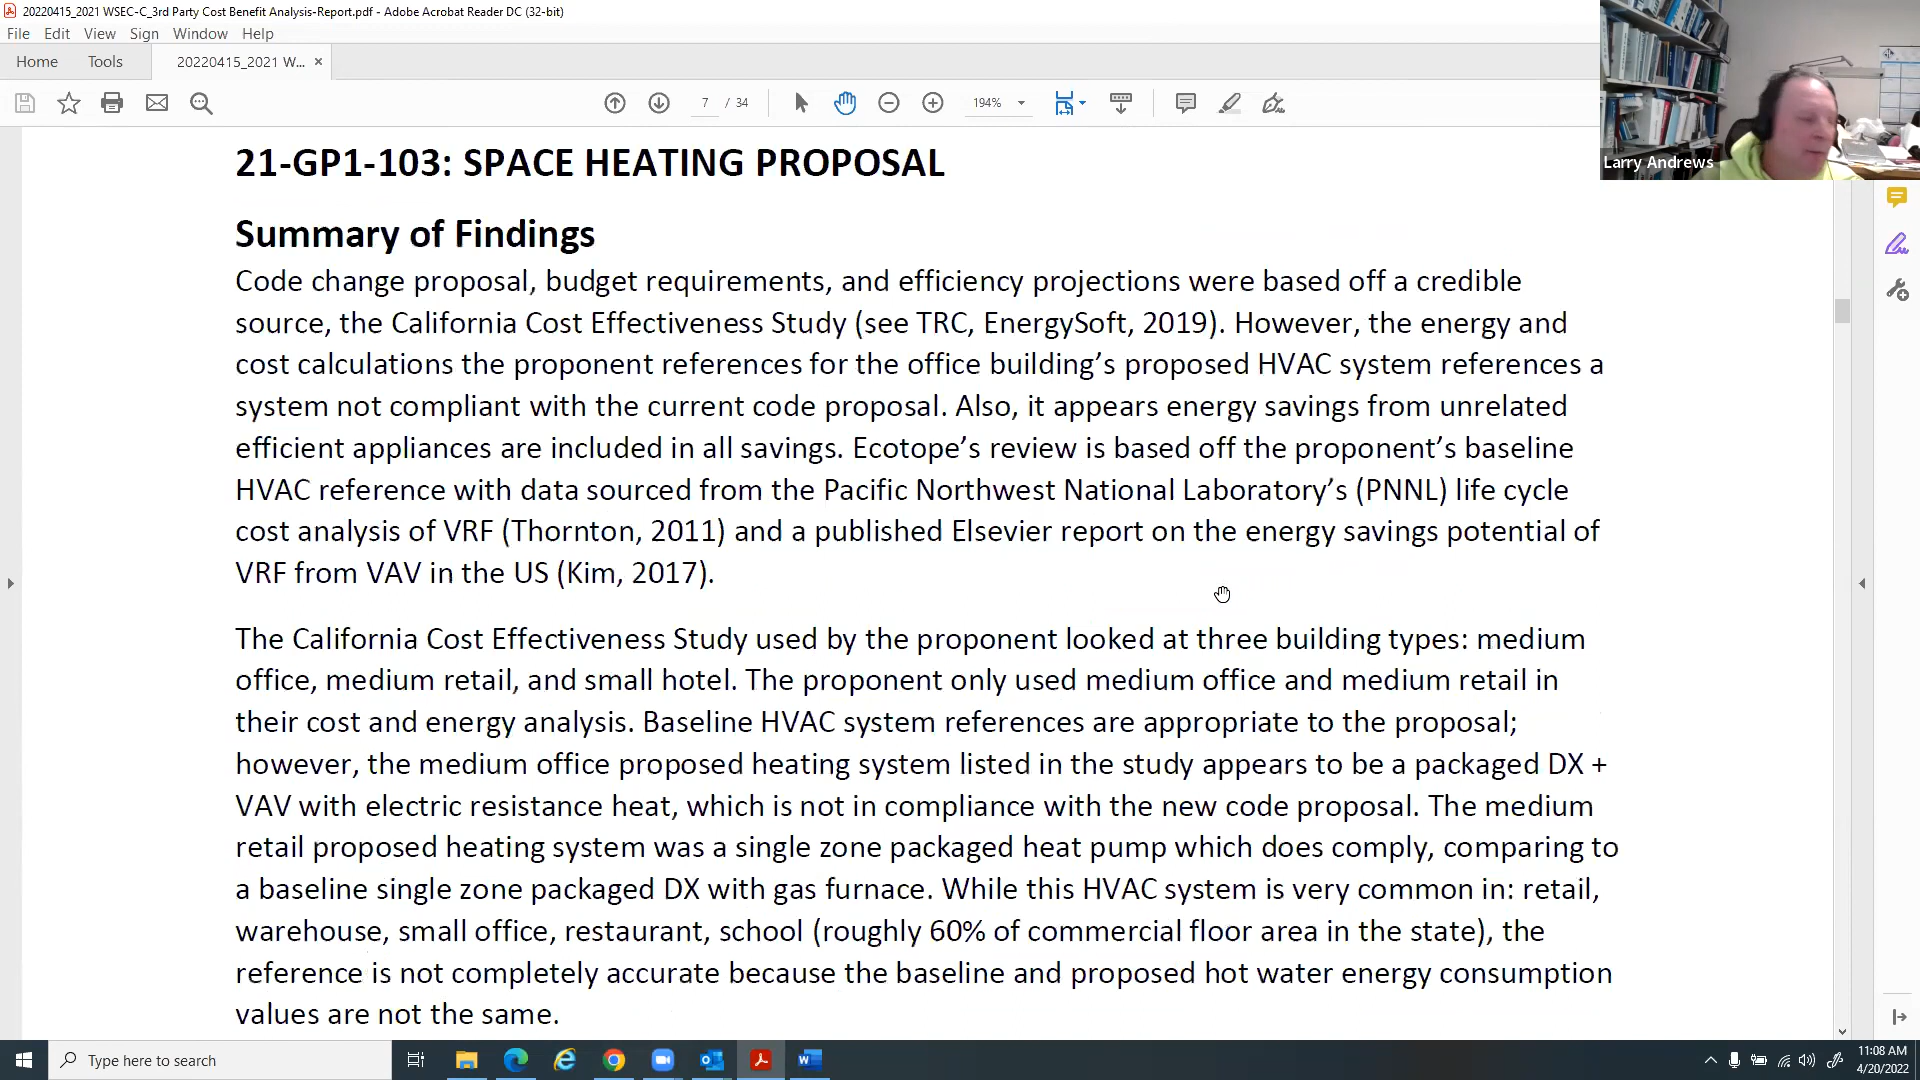 20220415_2021 WSEC-C_3rd Party Cost Benefit Analysis-Report.pdf - Adobe Acrobat Reader DC (32-bit)
File Edit View Sign Window Help
Home Tools 20220415_2021 W... ×
7 / 34 194%
Larry Andrews
21-GP1-103: SPACE HEATING PROPOSAL
Summary of Findings
Code change proposal, budget requirements, and efficiency projections were based off a credible
source, the California Cost Effectiveness Study (see TRC, EnergySoft, 2019). However, the energy and
cost calculations the proponent references for the office building’s proposed HVAC system references a
system not compliant with the current code proposal. Also, it appears energy savings from unrelated
efficient appliances are included in all savings. Ecotope’s review is based off the proponent’s baseline
HVAC reference with data sourced from the Pacific Northwest National Laboratory’s (PNNL) life cycle
cost analysis of VRF (Thornton, 2011) and a published Elsevier report on the energy savings potential of
VRF from VAV in the US (Kim, 2017).
The California Cost Effectiveness Study used by the proponent looked at three building types: medium
office, medium retail, and small hotel. The proponent only used medium office and medium retail in
their cost and energy analysis. Baseline HVAC system references are appropriate to the proposal;
however, the medium office proposed heating system listed in the study appears to be a packaged DX +
VAV with electric resistance heat, which is not in compliance with the new code proposal. The medium
retail proposed heating system was a single zone packaged heat pump which does comply, comparing to
a baseline single zone packaged DX with gas furnace. While this HVAC system is very common in: retail,
warehouse, small office, restaurant, school (roughly 60% of commercial floor area in the state), the
reference is not completely accurate because the baseline and proposed hot water energy consumption
values are not the same.
Type here to search
11:08 AM
4/20/2022